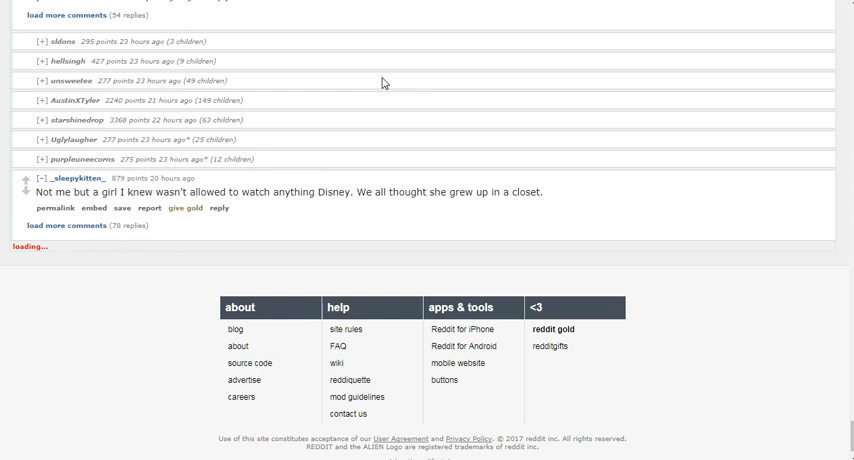 load more comments (54 replies)
[+] sldons 295 points 23 hours ago (3 children)
[+] hellsingh 427 points 23 hours ago (9 children)
[+] unsweetee 277 points 23 hours ago (49 children)
[+] AustinXTyler 2240 points 21 hours ago (149 children)
[+] starshinedrop 3368 points 22 hours ago (63 children)
[+] Uglylaugher 277 points 23 hours ago* (25 children)
[+] purpleuneecorns 275 points 23 hours ago* (12 children)
[–] _sleepykitten_ 879 points 20 hours ago
Not me but a girl I knew wasn't allowed to watch anything Disney. We all thought she grew up in a closet.
permalink embed save report give gold reply
load more comments (78 replies)
loading...
about help apps & tools <3
blog site rules Reddit for iPhone reddit gold
about FAQ Reddit for Android redditgifts
source code wiki mobile website
advertise reddiquette buttons
careers mod guidelines
contact us
Use of this site constitutes acceptance of our User Agreement and Privacy Policy. © 2017 reddit inc. All rights reserved.
REDDIT and the ALIEN Logo are registered trademarks of reddit inc.